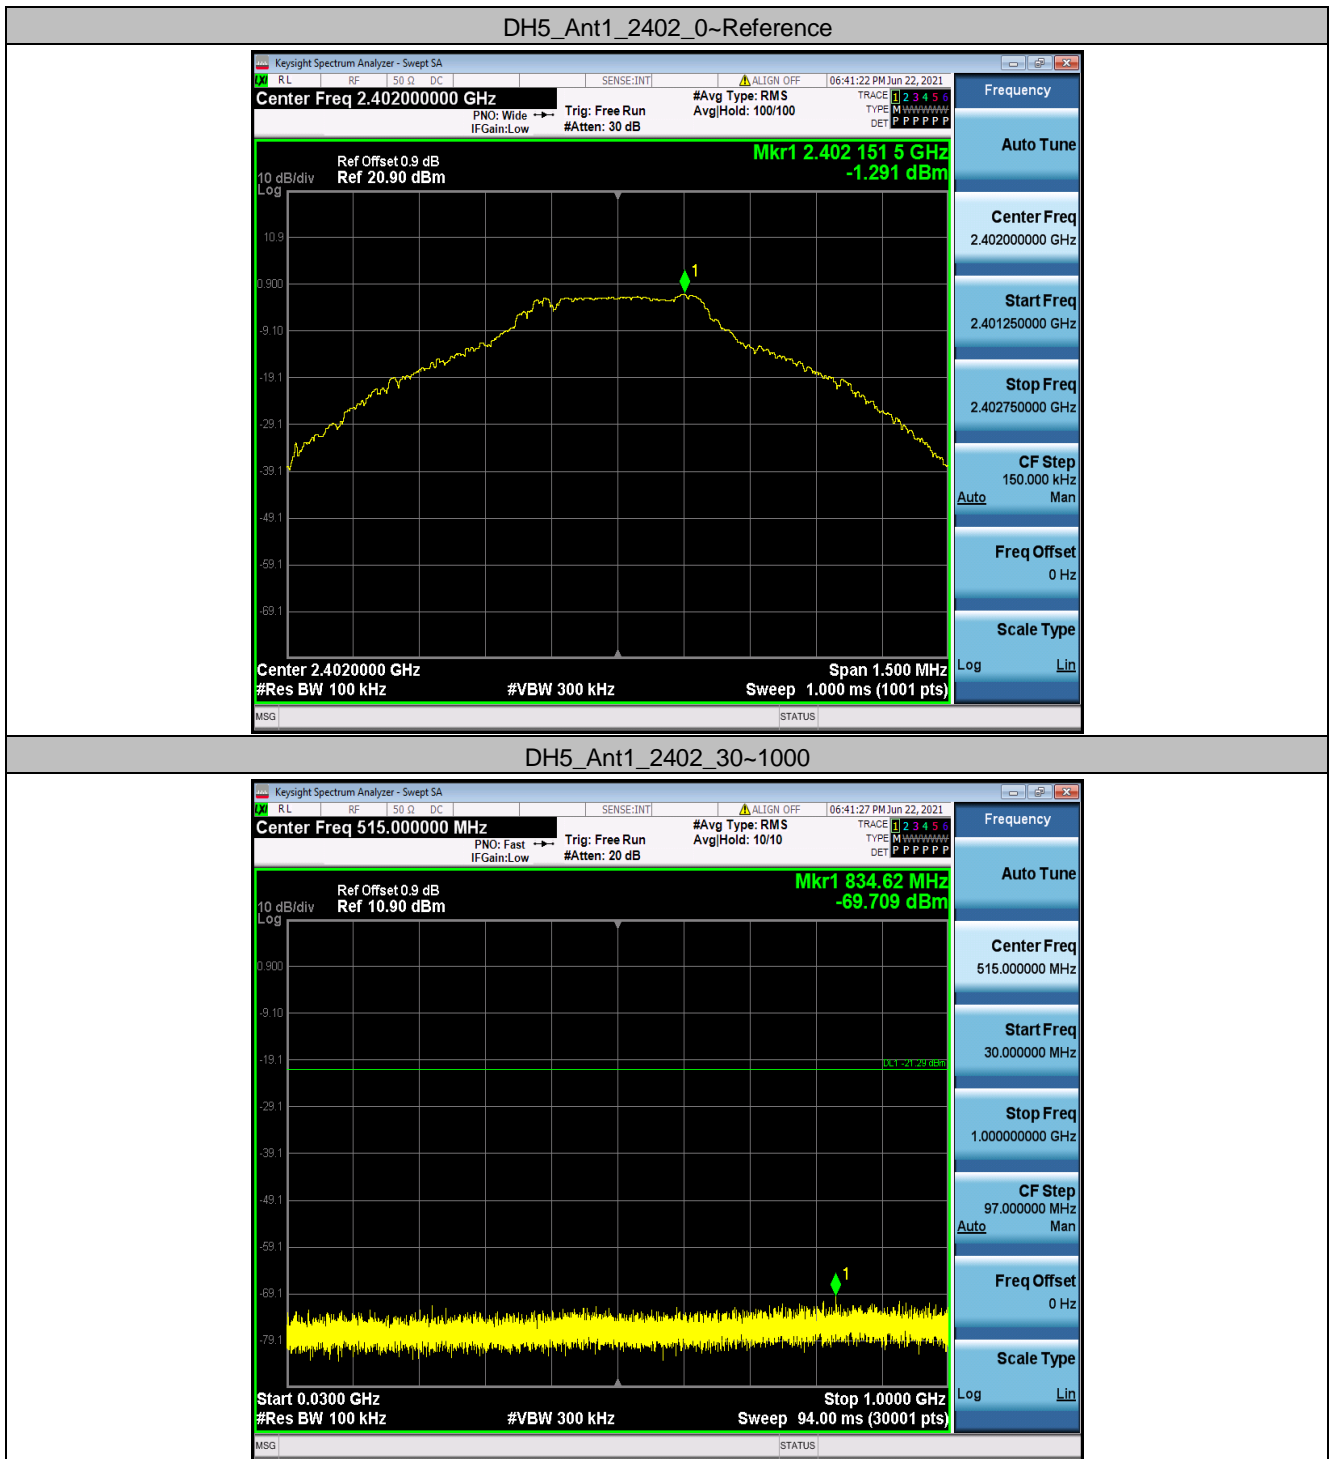 DH5_Ant1_2402_0~Reference
Keysight Spectrum Analyzer - Swept SA
LXI RL RF 50 Ω DC SENSE:INT ALIGN OFF 06:41:22 PM Jun 22, 2021
Center Freq 2.402000000 GHz
#Avg Type: RMS
TRACE 1 2 3 4 5 6
PNO: Wide
Trig: Free Run
Avg|Hold: 100/100
TYPE M W W W W W
IFGain:Low
#Atten: 30 dB
DET P P P P P P
Frequency
Auto Tune
Mkr1 2.402 151 5 GHz
Ref Offset 0.9 dB
-1.291 dBm
10 dB/div
Ref 20.90 dBm
Log
10.9
0.900
-9.10
-19.1
-29.1
-39.1
-49.1
-59.1
-69.1
1
Center Freq
2.402000000 GHz
Start Freq
2.401250000 GHz
Stop Freq
2.402750000 GHz
CF Step
150.000 kHz
Auto Man
Freq Offset
0 Hz
Scale Type
Log Lin
Center 2.4020000 GHz
Span 1.500 MHz
#Res BW 100 kHz
#VBW 300 kHz
Sweep 1.000 ms (1001 pts)
MSG
STATUS
DH5_Ant1_2402_30~1000
Keysight Spectrum Analyzer - Swept SA
LXI RL RF 50 Ω DC SENSE:INT ALIGN OFF 06:41:27 PM Jun 22, 2021
Center Freq 515.000000 MHz
#Avg Type: RMS
TRACE 1 2 3 4 5 6
PNO: Fast
Trig: Free Run
Avg|Hold: 10/10
TYPE M W W W W W
IFGain:Low
#Atten: 20 dB
DET P P P P P P
Frequency
Auto Tune
Mkr1 834.62 MHz
Ref Offset 0.9 dB
-69.709 dBm
10 dB/div
Ref 10.90 dBm
Log
0.900
-9.10
-19.1
-29.1
-39.1
-49.1
-59.1
-69.1
-79.1
DL1 -21.29 dBm
1
Center Freq
515.000000 MHz
Start Freq
30.000000 MHz
Stop Freq
1.000000000 GHz
CF Step
97.000000 MHz
Auto Man
Freq Offset
0 Hz
Scale Type
Log Lin
Start 0.0300 GHz
Stop 1.0000 GHz
#Res BW 100 kHz
#VBW 300 kHz
Sweep 94.00 ms (30001 pts)
MSG
STATUS